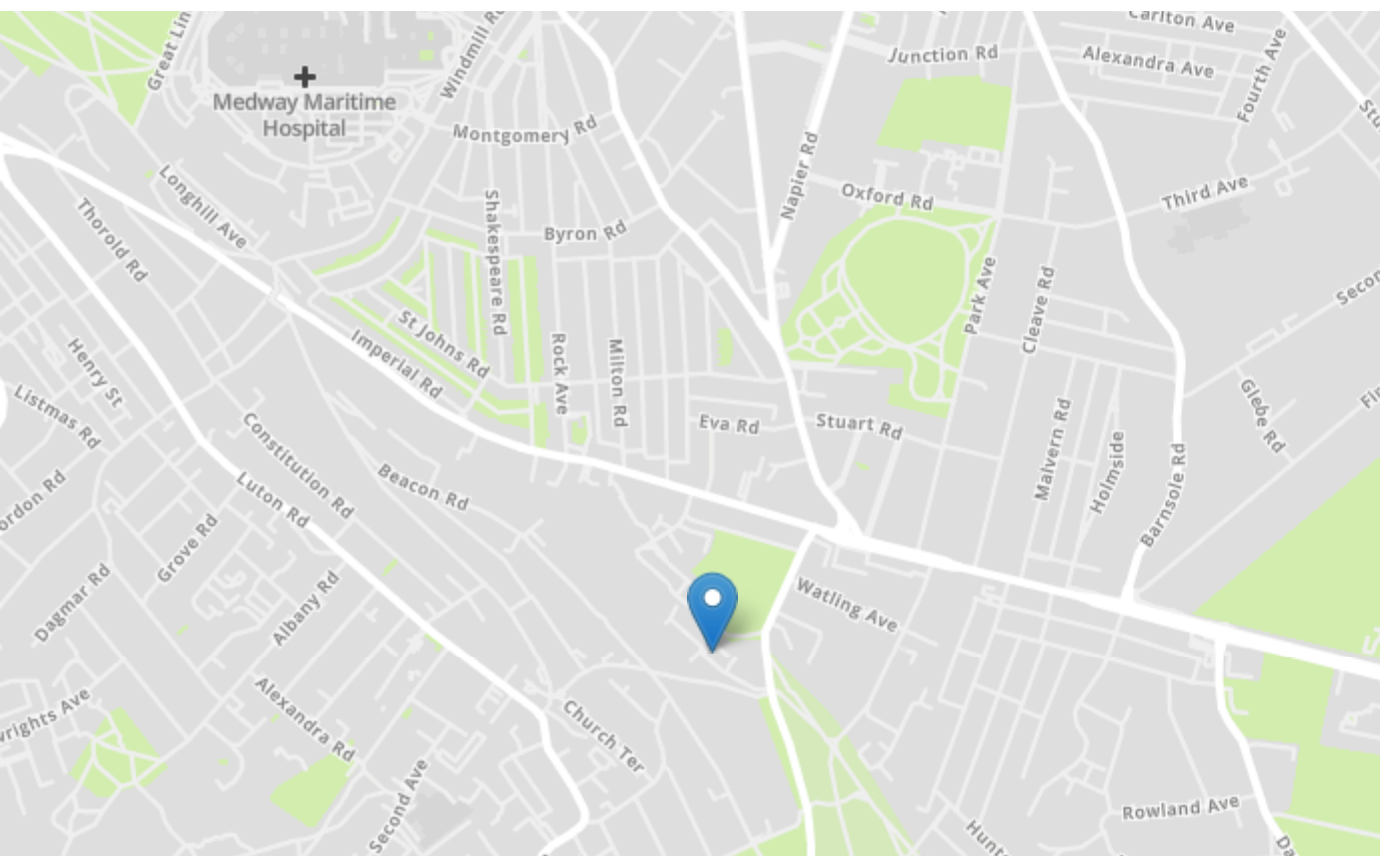 Great Lin
Windmill Rd
Carlton Ave
Junction Rd
Alexandra Ave
Fourth Ave
Medway Maritime
Hospital
Montgomery Rd
Napier Rd
Longhill Ave
Thorold Rd
Shakespeare Rd
Byron Rd
Oxford Rd
Third Ave
Park Ave
Cleave Rd
Secon
St Johns Rd
Imperial Rd
Rock Ave
Milton Rd
Henry St
Listmas Rd
Eva Rd
Stuart Rd
Glebe Rd
Malvern Rd
Holmside
Barnsole Rd
Constitution Rd
Beacon Rd
Luton Rd
ordon Rd
Grove Rd
Dagmar Rd
Albany Rd
Watling Ave
wrights Ave
Alexandra Rd
Church Ter
Second Ave
Rowland Ave
Hunt